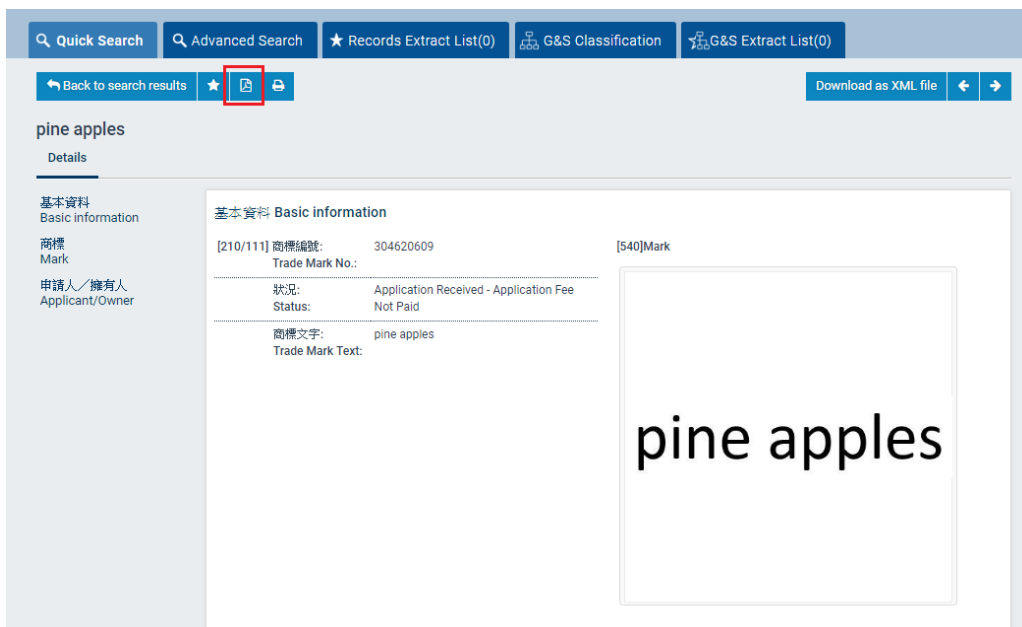 Quick Search
Advanced Search
Records Extract List(0)
G&S Classification
G&S Extract List(0)
Back to search results
Download as XML file
pine apples
Details
基本資料
Basic information
商標
Mark
申請人／擁有人
Applicant/Owner
基本資料 Basic information
[210/111] 商標編號: 304620609
Trade Mark No.:
狀況: Application Received - Application Fee
Status: Not Paid
商標文字: pine apples
Trade Mark Text:
[540]Mark
pine apples